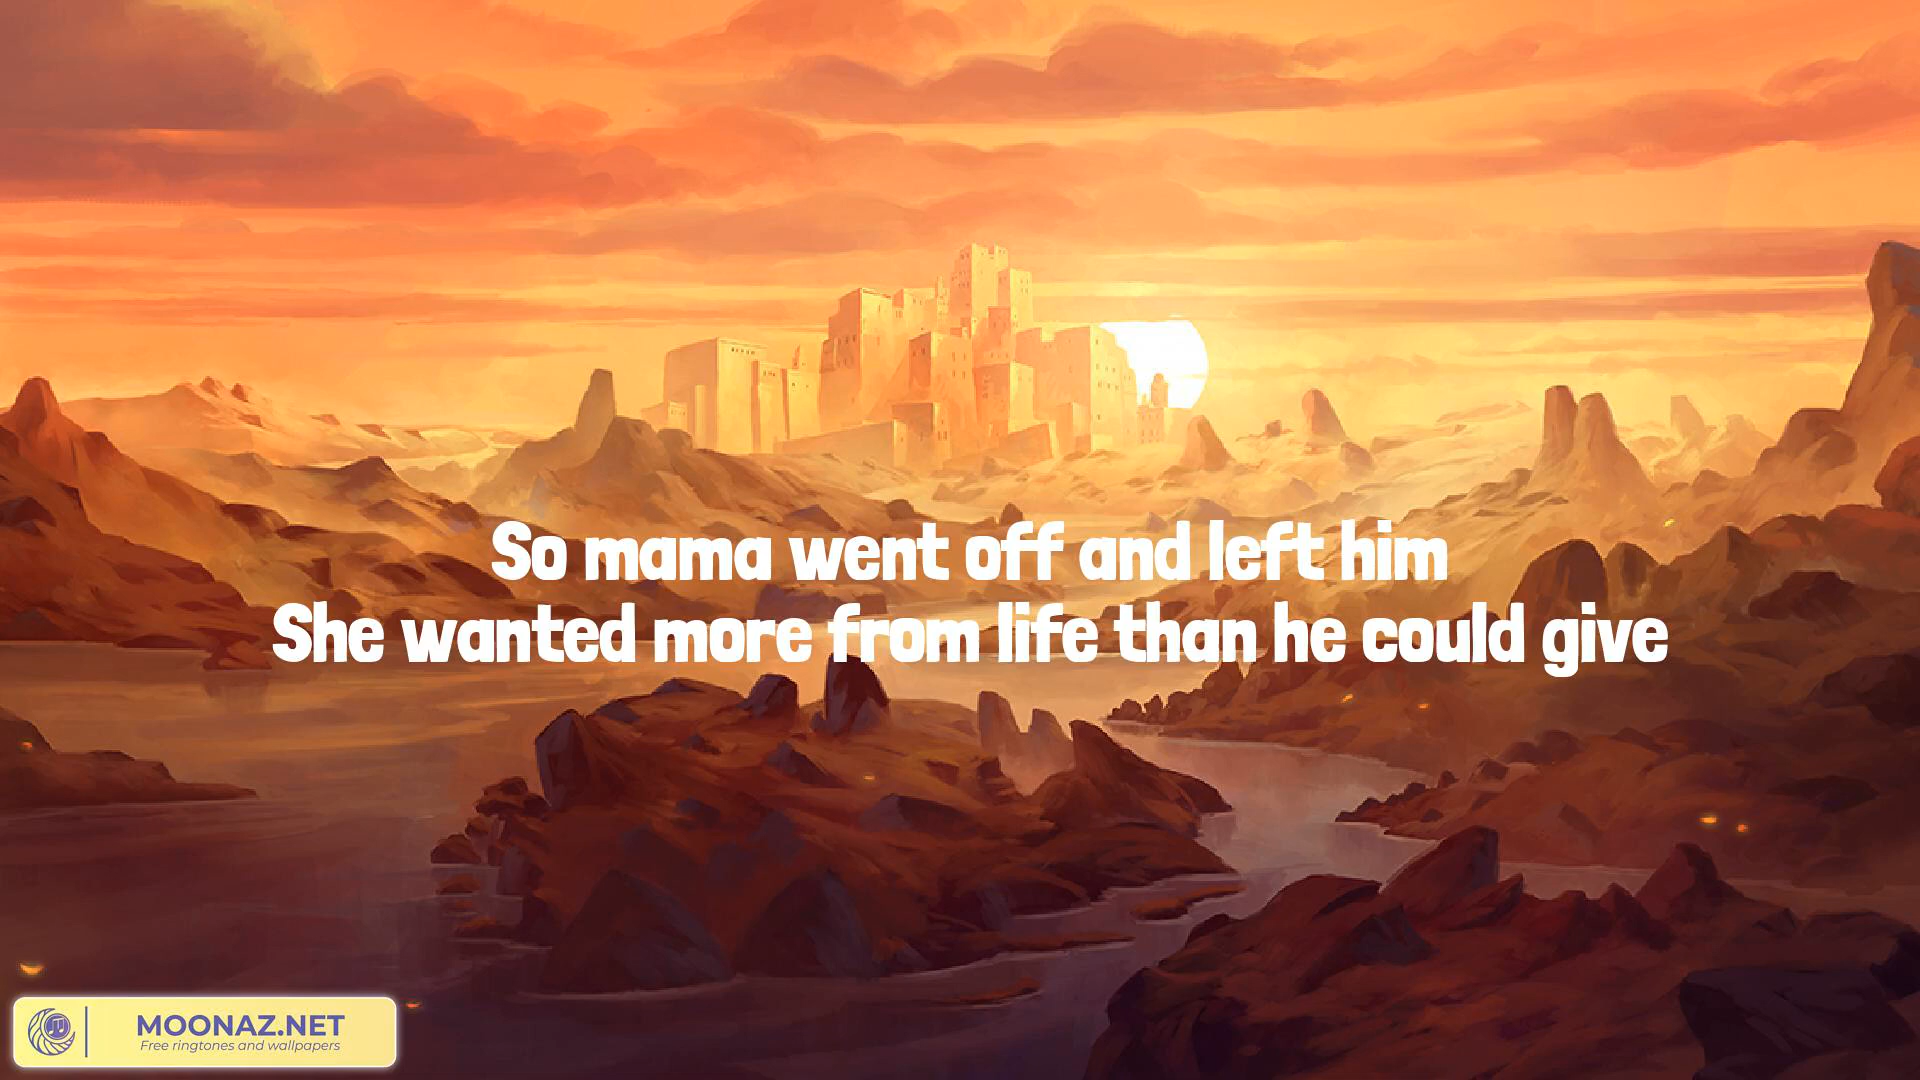 So mama went off and left him
She wanted more from life than he could give
MOONAZ.NET
Free ringtones and wallpapers